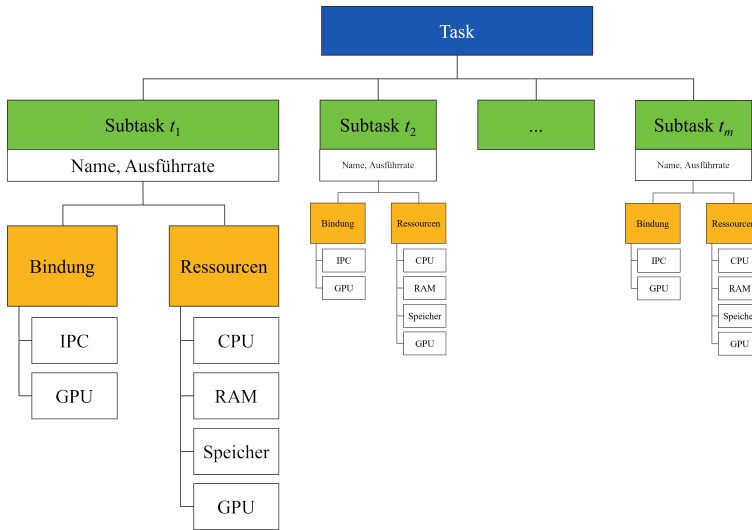 Task
Subtask t₁
Name, Ausführrate
Bindung
IPC
GPU
Ressourcen
CPU
RAM
Speicher
GPU
Subtask t₂
Name, Ausführrate
Bindung
IPC
GPU
Ressourcen
CPU
RAM
Speicher
GPU
...
Subtask tₘ
Name, Ausführrate
Bindung
IPC
GPU
Ressourcen
CPU
RAM
Speicher
GPU